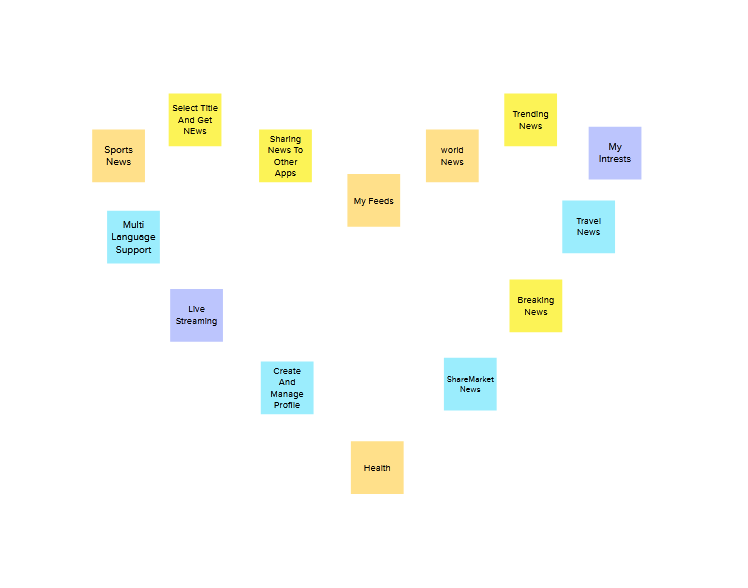 Select Title
And Get
NEws
Trending
News
Sports
News
Sharing
News To
Other
Apps
world
News
My
Intrests
My Feeds
Multi
Language
Support
Travel
News
Live
Streaming
Breaking
News
Create
And
Manage
Profile
ShareMarket
News
Health